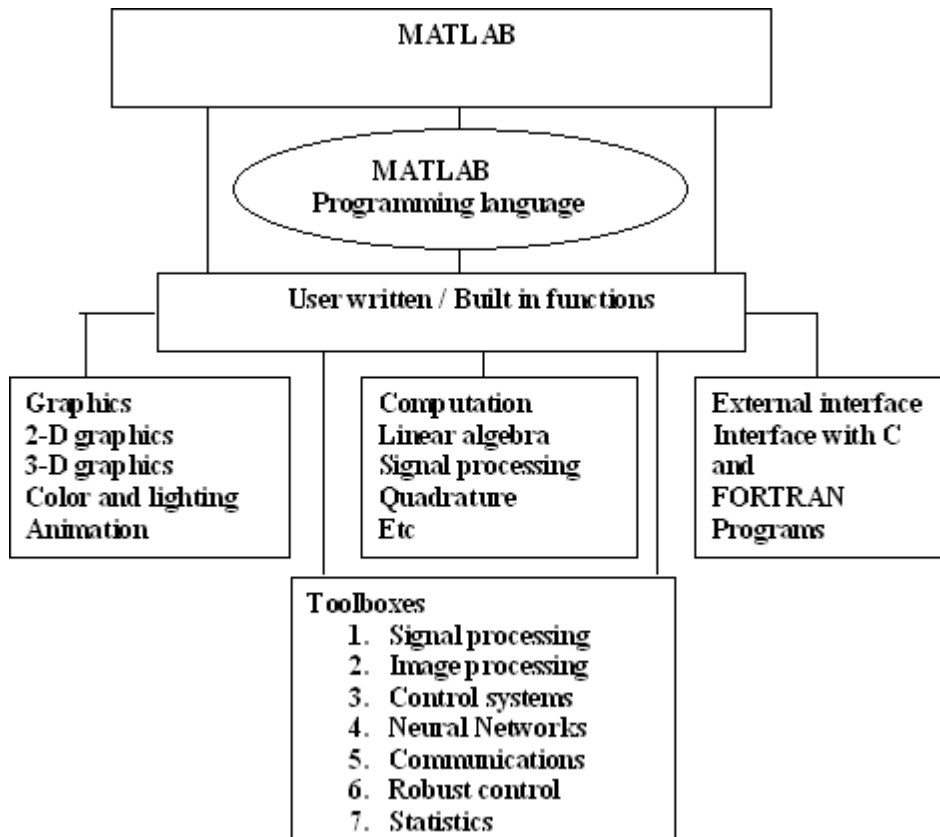 MATLAB
MATLAB
Programming language
User written / Built in functions
Graphics
2-D graphics
3-D graphics
Color and lighting
Animation
Computation
Linear algebra
Signal processing
Quadrature
Etc
External interface
Interface with C
and
FORTRAN
Programs
Toolboxes
1. Signal processing
2. Image processing
3. Control systems
4. Neural Networks
5. Communications
6. Robust control
7. Statistics